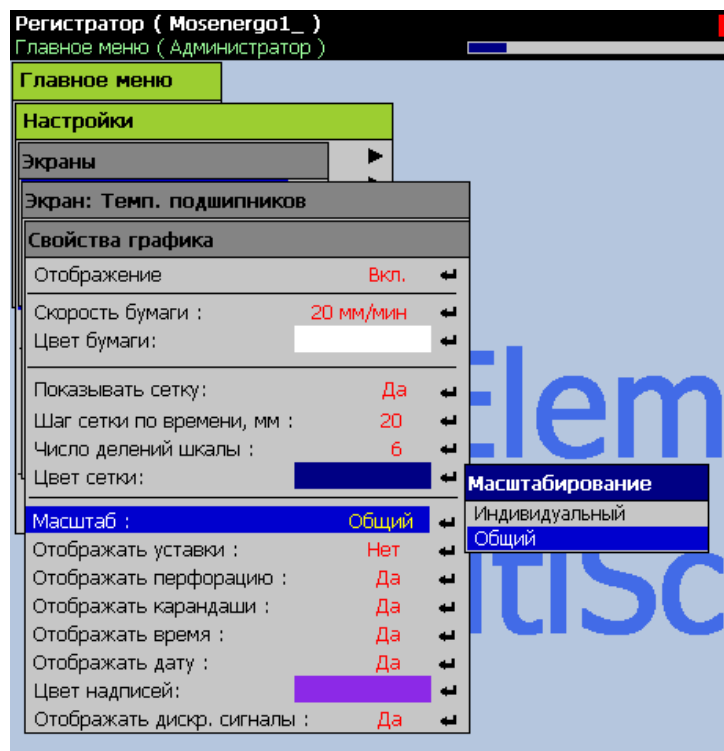 Регистратор ( Mosenergo1_ )
Главное меню ( Администратор )
Главное меню
Настройки
Экраны
Экран: Темп. подшипников
Свойства графика
Отображение Вкл.
Скорость бумаги : 20 мм/мин
Цвет бумаги:
Показывать сетку: Да
Шаг сетки по времени, мм : 20
Число делений шкалы : 6
Цвет сетки:
Масштаб : Общий
Отображать уставки : Нет
Отображать перфорацию : Да
Отображать карандаши : Да
Отображать время : Да
Отображать дату : Да
Цвет надписей:
Отображать дискр. сигналы : Да
Масштабирование
Индивидуальный
Общий
Elem